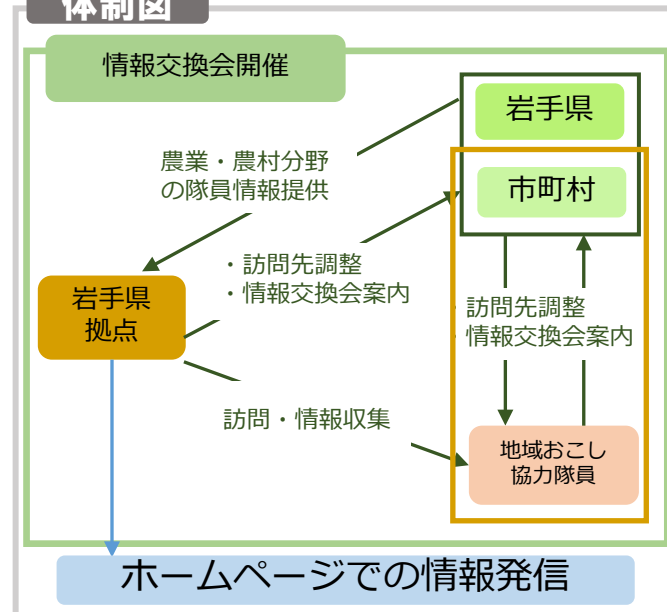 体制図
情報交換会開催
岩手県
農業・農村分野
の隊員情報提供
市町村
・訪問先調整
・情報交換会案内
岩手県
拠点
・訪問先調整
・情報交換会案内
訪問・情報収集
地域おこし
協力隊員
ホームページでの情報発信